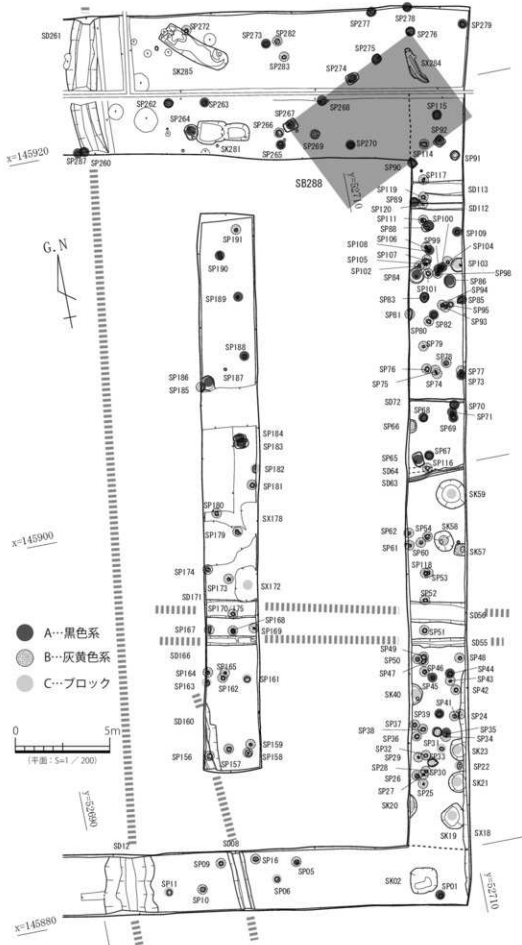 SP278
SP277
SP279
SD261
SP272
SP273
SP282
SP276
SP275
SP283
SK285
SP274
SX284
SP262
SP263
SP268
SP115
SP267
SP264
SP266
SP92
SP269
SP114
SK281
SP265
SP270
SP91
x=145920
SP287
SP260
SP90
SP117
SB288
y=52710
SP119
SD113
SP89
SP120
SD112
SP111
SP100
SP88
SP191
SP106
SP99
SP109
SP108
SP104
G.N
SP107
SP105
SP103
SP190
SP102
SP84
SP98
SP101
SP86
SP94
SP189
SP83
SP85
SP95
SP81
SP82
SP93
SP80
SP79
SP188
SP78
SP76
SP77
SP186
SP187
SP75
SP74
SP73
SP185
SD72
SP70
SP68
SP66
SP69
SP71
SP184
SP183
SP65
SP67
SP182
SD64
SP116
SP181
SD63
SK59
SP180
SX178
x=145900
SP179
SP62
SP54
SK58
SP61
SP60
SK57
SP174
SP118
SP173
SX172
SP53
SD171
SP52
SP170/175
SD56
SP168
SP167
SP169
SP51
SD55
A…黒色系
SD166
SP49
SP48
SP50
SP46
SP44
B…灰黄色系
SP164
SP165
SP47
SP43
SP163
SP162
SP161
SP45
SP42
C…ブロック
SK40
SP41
SP39
SP24
SD160
SP37
SP35
0 5m
SP38
SP36
SP34
(平面:S=1/200)
SP159
SP31
SK23
SP32
SP156
SP157
SP158
SP29
SP33
SP28
SP30
SP22
SP26
SK21
SP27
SP25
y=52690
SK20
SK19
SX18
SD12
SD08
SP09
SP16
SP05
SP11
SP06
SK02
SP10
SP01
y=52710
x=145880